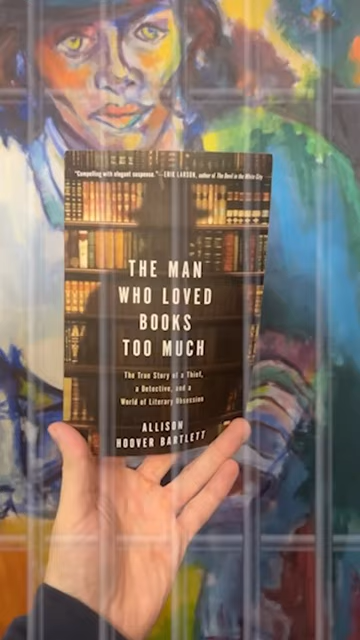 "Compelling with elegant suspense."—ERIK LARSON, author of The Devil in the White City
THE MAN
WHO LOVED
BOOKS
TOO MUCH
The True Story of a Thief,
a Detective, and a
World of Literary Obsession
ALLISON
HOOVER BARTLETT